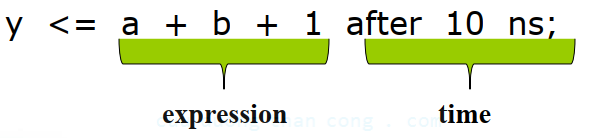 y <= a + b + 1 after 10 ns;
expression time